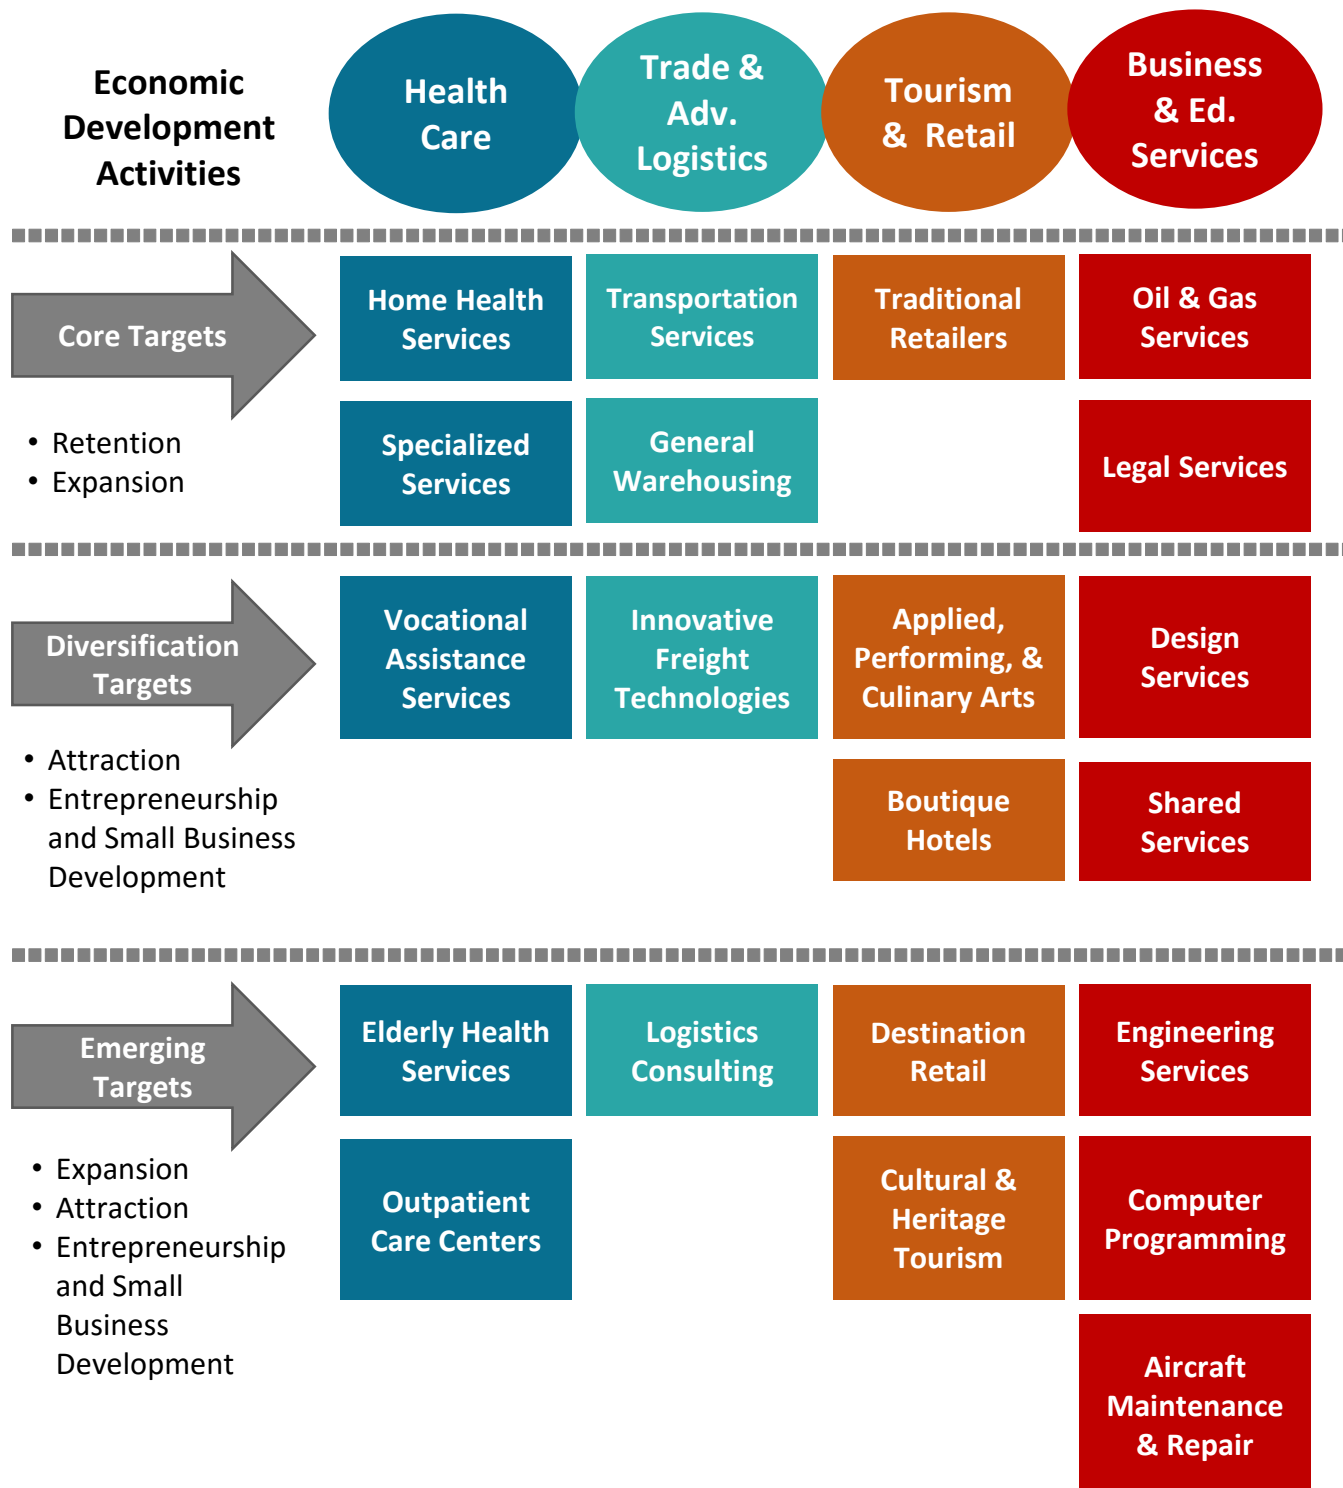 Economic
Development
Activities
Health
Care
Trade &
Adv.
Logistics
Tourism
& Retail
Business
& Ed.
Services
Core Targets
• Retention
• Expansion
Home Health
Services
Transportation
Services
Traditional
Retailers
Oil & Gas
Services
Specialized
Services
General
Warehousing
Legal Services
Diversification
Targets
• Attraction
• Entrepreneurship
and Small Business
Development
Vocational
Assistance
Services
Innovative
Freight
Technologies
Applied,
Performing, &
Culinary Arts
Design
Services
Boutique
Hotels
Shared
Services
Emerging
Targets
• Expansion
• Attraction
• Entrepreneurship
and Small
Business
Development
Elderly Health
Services
Logistics
Consulting
Destination
Retail
Engineering
Services
Outpatient
Care Centers
Cultural &
Heritage
Tourism
Computer
Programming
Aircraft
Maintenance
& Repair